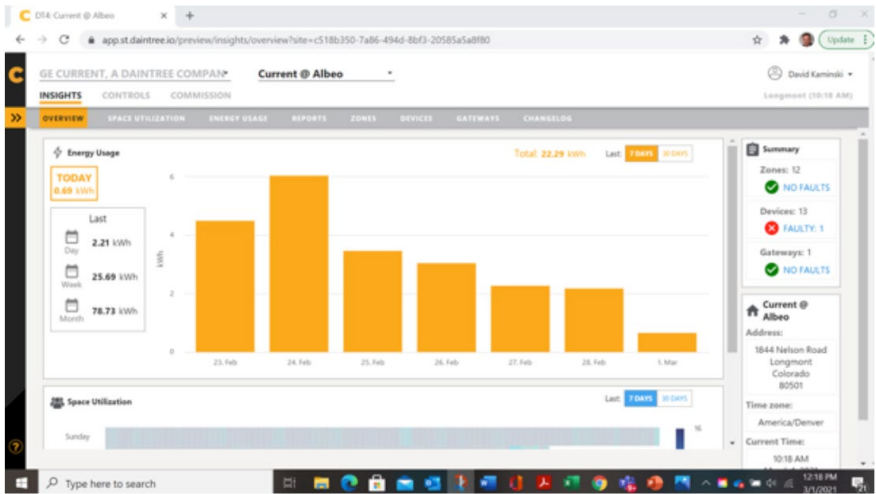 DT4: Current @ Albeo
app.st.daintree.io/preview/insights/overview?site=c518b350-7a86-494d-8bf3-20585a5a8f80
Update
GE CURRENT, A DAINTREE COMPAN
Current @ Albeo
David Kaminski
INSIGHTS CONTROLS COMMISSION
Longmont (10:18 AM)
OVERVIEW SPACE UTILIZATION ENERGY USAGE REPORTS ZONES DEVICES GATEWAYS CHANGELOG
Energy Usage
Total: 22.29 kWh
Last: 7 DAYS 30 DAYS
TODAY
0.69 kWh
Last
2.21 kWh
Day
25.69 kWh
Week
78.73 kWh
Month
kWh
6
4
2
0
23. Feb 24. Feb 25. Feb 26. Feb 27. Feb 28. Feb 1. Mar
Summary
Zones: 12
NO FAULTS
Devices: 13
FAULTY: 1
Gateways: 1
NO FAULTS
Current @
Albeo
Address:
1844 Nelson Road
Longmont
Colorado
80501
Time zone:
America/Denver
Current Time:
10:18 AM
Space Utilization
Last: 7 DAYS 30 DAYS
Sunday
16
Type here to search
12:18 PM
3/1/2021